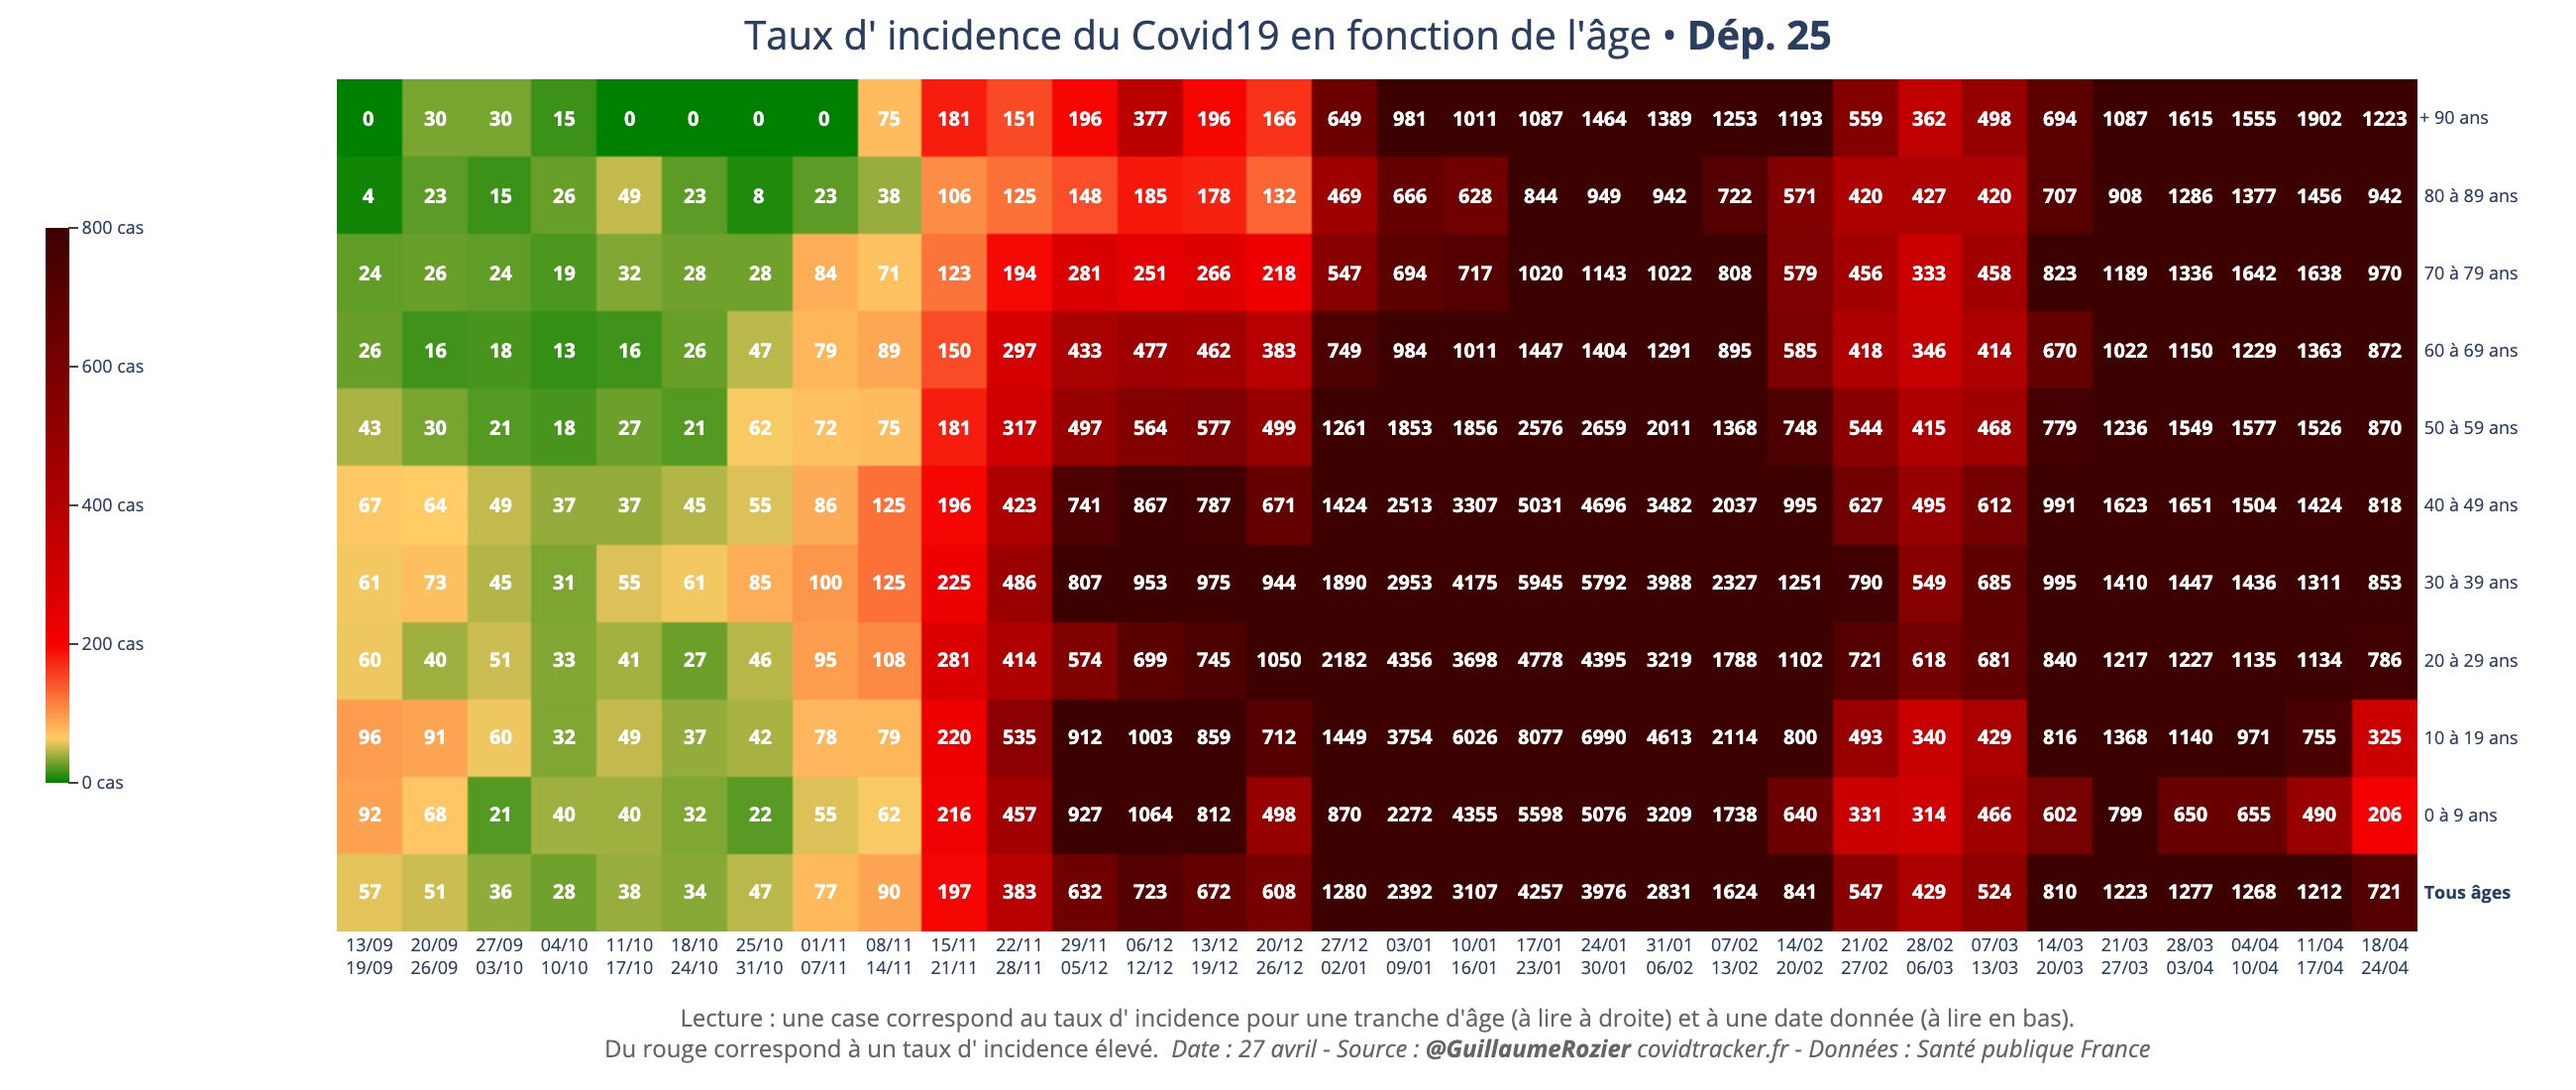 Taux d' incidence du Covid19 en fonction de l'âge • Dép. 25
800 cas
600 cas
400 cas
200 cas
0 cas
0 30 30 15 0 0 0 0 75 181 151 196 377 196 166 649 981 1011 1087 1464 1389 1253 1193 559 362 498 694 1087 1615 1555 1902 1223 + 90 ans
4 23 15 26 49 23 8 23 38 106 125 148 185 178 132 469 666 628 844 949 942 722 571 420 427 420 707 908 1286 1377 1456 942 80 à 89 ans
24 26 24 19 32 28 28 84 71 123 194 281 251 266 218 547 694 717 1020 1143 1022 808 579 456 333 458 823 1189 1336 1642 1638 970 70 à 79 ans
26 16 18 13 16 26 47 79 89 150 297 433 477 462 383 749 984 1011 1447 1404 1291 895 585 418 346 414 670 1022 1150 1229 1363 872 60 à 69 ans
43 30 21 18 27 21 62 72 75 181 317 497 564 577 499 1261 1853 1856 2576 2659 2011 1368 748 544 415 468 779 1236 1549 1577 1526 870 50 à 59 ans
67 64 49 37 37 45 55 86 125 196 423 741 867 787 671 1424 2513 3307 5031 4696 3482 2037 995 627 495 612 991 1623 1651 1504 1424 818 40 à 49 ans
61 73 45 31 55 61 85 100 125 225 486 807 953 975 944 1890 2953 4175 5945 5792 3988 2327 1251 790 549 685 995 1410 1447 1436 1311 853 30 à 39 ans
60 40 51 33 41 27 46 95 108 281 414 574 699 745 1050 2182 4356 3698 4778 4395 3219 1788 1102 721 618 681 840 1217 1227 1135 1134 786 20 à 29 ans
96 91 60 32 49 37 42 78 79 220 535 912 1003 859 712 1449 3754 6026 8077 6990 4613 2114 800 493 340 429 816 1368 1140 971 755 325 10 à 19 ans
92 68 21 40 40 32 22 55 62 216 457 927 1064 812 498 870 2272 4355 5598 5076 3209 1738 640 331 314 466 602 799 650 655 490 206 0 à 9 ans
57 51 36 28 38 34 47 77 90 197 383 632 723 672 608 1280 2392 3107 4257 3976 2831 1624 841 547 429 524 810 1223 1277 1268 1212 721 Tous âges
13/09 20/09 27/09 04/10 11/10 18/10 25/10 01/11 08/11 15/11 22/11 29/11 06/12 13/12 20/12 27/12 03/01 10/01 17/01 24/01 31/01 07/02 14/02 21/02 28/02 07/03 14/03 21/03 28/03 04/04 11/04 18/04
19/09 26/09 03/10 10/10 17/10 24/10 31/10 07/11 14/11 21/11 28/11 05/12 12/12 19/12 26/12 02/01 09/01 16/01 23/01 30/01 06/02 13/02 20/02 27/02 06/03 13/03 20/03 27/03 03/04 10/04 17/04 24/04
Lecture : une case correspond au taux d' incidence pour une tranche d'âge (à lire à droite) et à une date donnée (à lire en bas).
Du rouge correspond à un taux d' incidence élevé. Date : 27 avril - Source : @GuillaumeRozier covidtracker.fr - Données : Santé publique France